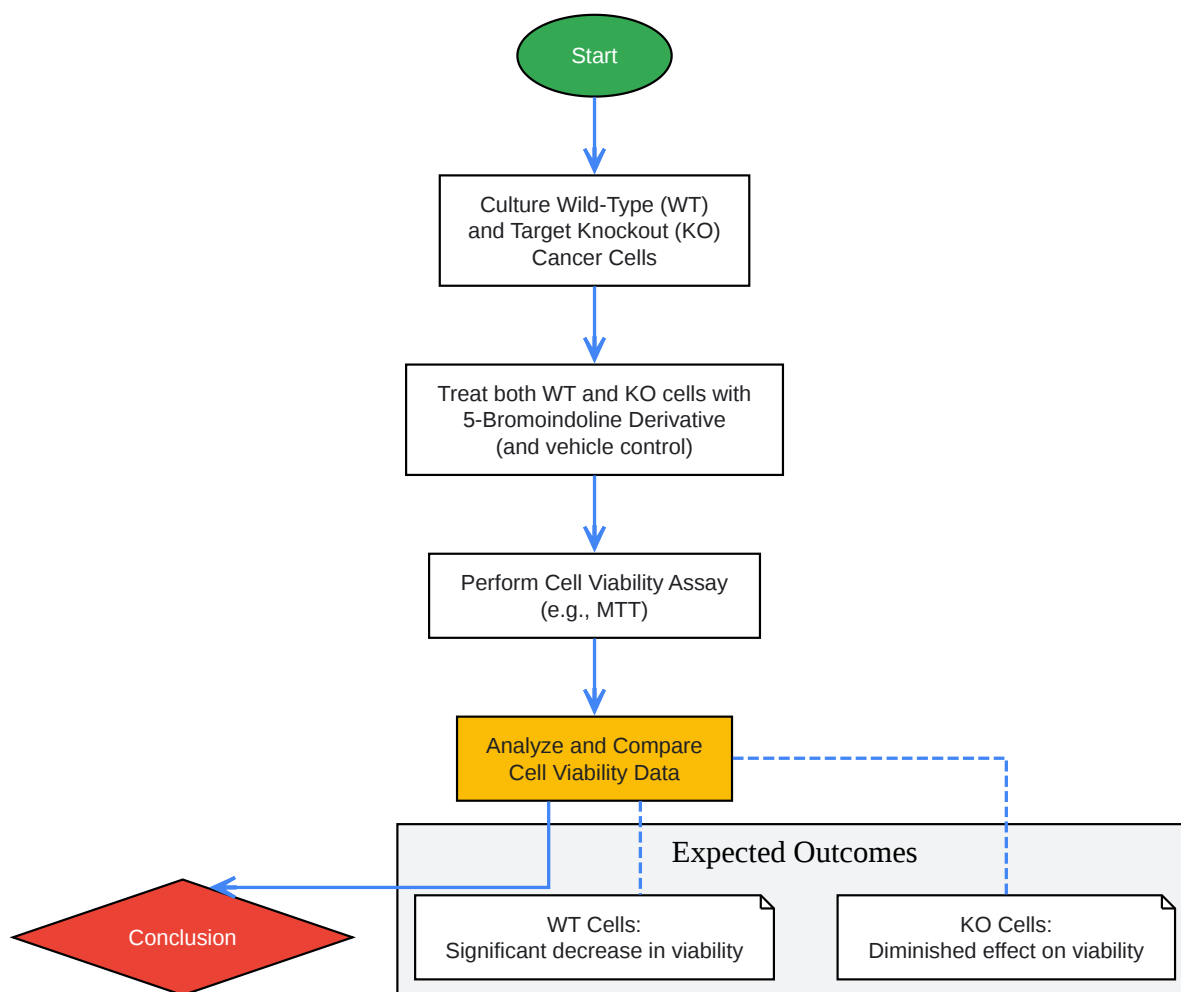 Start
Culture Wild-Type (WT)
and Target Knockout (KO)
Cancer Cells
Treat both WT and KO cells with
5-Bromoindoline Derivative
(and vehicle control)
Perform Cell Viability Assay
(e.g., MTT)
Analyze and Compare
Cell Viability Data
Expected Outcomes
Conclusion
WT Cells:
Significant decrease in viability
KO Cells:
Diminished effect on viability